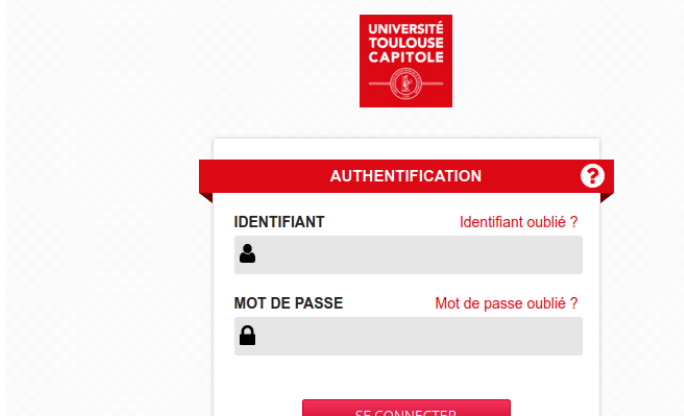 UNIVERSITÉ
TOULOUSE
CAPITOLE
AUTHENTIFICATION ?
IDENTIFIANT Identifiant oublié ?
MOT DE PASSE Mot de passe oublié ?
SE CONNECTER